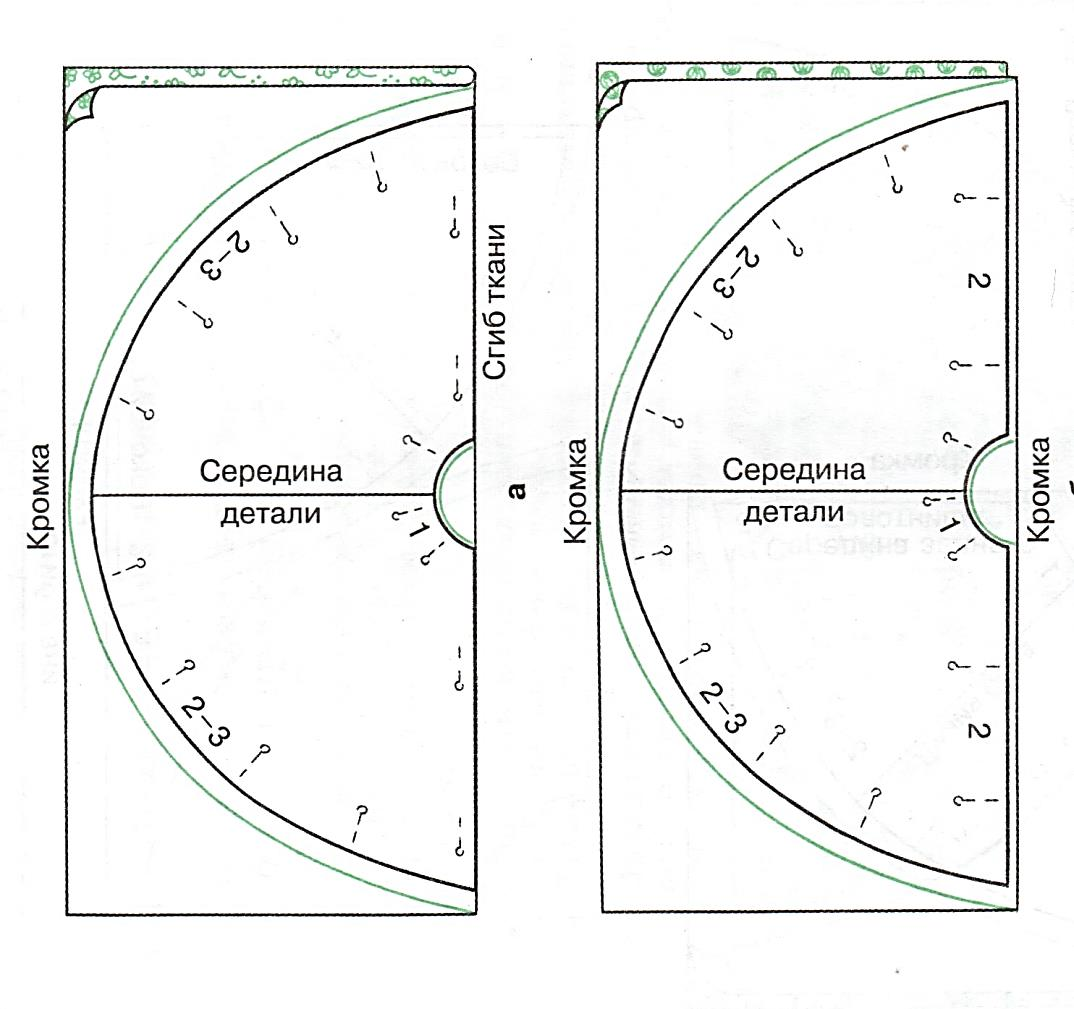 2–3
Сгиб ткани
Кромка
Середина
детали
1
а
2–3
2–3
2
Кромка
Середина
детали
1
Кромка
2–3
2